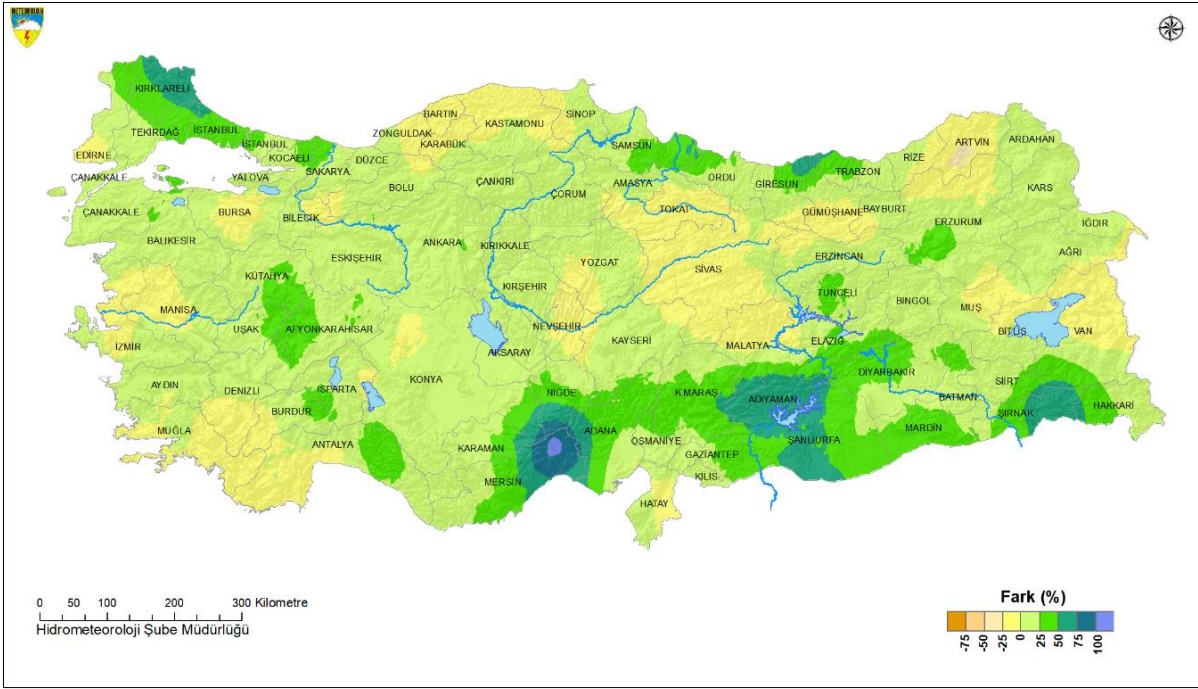 METEOROLOJİ
KIRKLARELİ
TEKİRDAĞ
İSTANBUL
İSTANBUL
EDİRNE
KOCAELİ
ÇANAKKALE
YALOVA
SAKARYA
DÜZCE
ZONGULDAK
BARTIN
KARABÜK
KASTAMONU
SİNOP
SAMSUN
ORDU
GİRESUN
TRABZON
RİZE
ARTVİN
ARDAHAN
KARS
ÇANAKKALE
BURSA
BİLECİK
BOLU
ÇANKIRI
ÇORUM
AMASYA
TOKAT
GÜMÜŞHANE
BAYBURT
ERZURUM
IĞDIR
AĞRI
BALIKESİR
ESKİŞEHİR
ANKARA
KIRIKKALE
YOZGAT
SİVAS
ERZİNCAN
KÜTAHYA
KIRŞEHİR
TUNCELİ
BİNGÖL
MUŞ
MANİSA
UŞAK
AFYONKARAHİSAR
NEVŞEHİR
KAYSERİ
MALATYA
ELAZIĞ
BİTLİS
VAN
İZMİR
AKSARAY
AYDIN
DENİZLİ
ISPARTA
KONYA
NİĞDE
K.MARAŞ
ADIYAMAN
DİYARBAKIR
BATMAN
SİİRT
HAKKARİ
ŞIRNAK
MUĞLA
BURDUR
ANTALYA
KARAMAN
MERSİN
ADANA
OSMANİYE
GAZİANTEP
KİLİS
ŞANLIURFA
MARDİN
HATAY
0 50 100 200 300 Kilometre
Hidrometeoroloji Şube Müdürlüğü
Fark (%)
-75 -50 -25 0 25 50 75 100